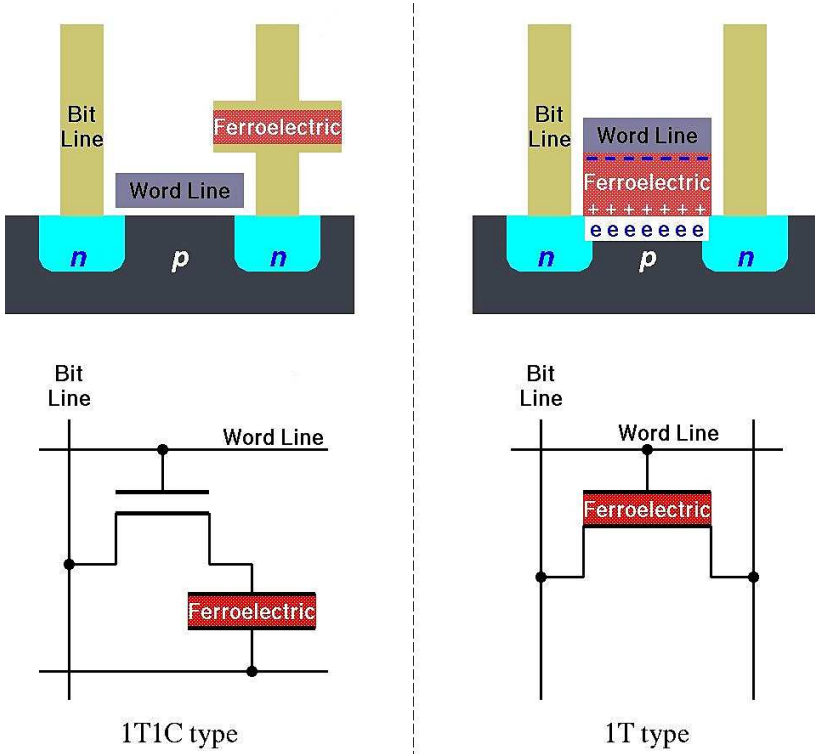 Bit
Line
Ferroelectric
Word Line
n
p
n
Bit
Line
Word Line
Ferroelectric
+ + + + + + +
e e e e e e e
n
p
n
Bit
Line
Word Line
Ferroelectric
1T1C type
Bit
Line
Word Line
Ferroelectric
1T type